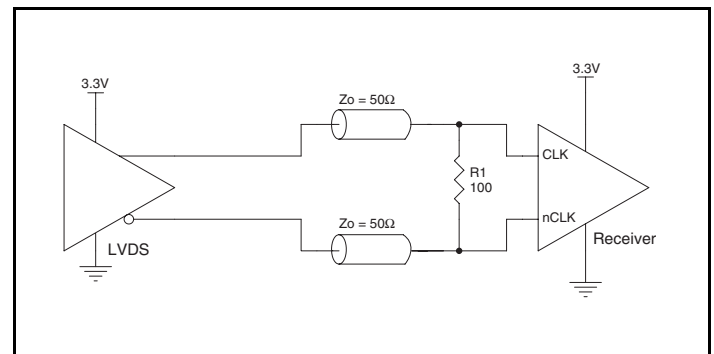 3.3V
3.3V
Zo = 50Ω
CLK
R1
100
nCLK
Zo = 50Ω
Receiver
LVDS